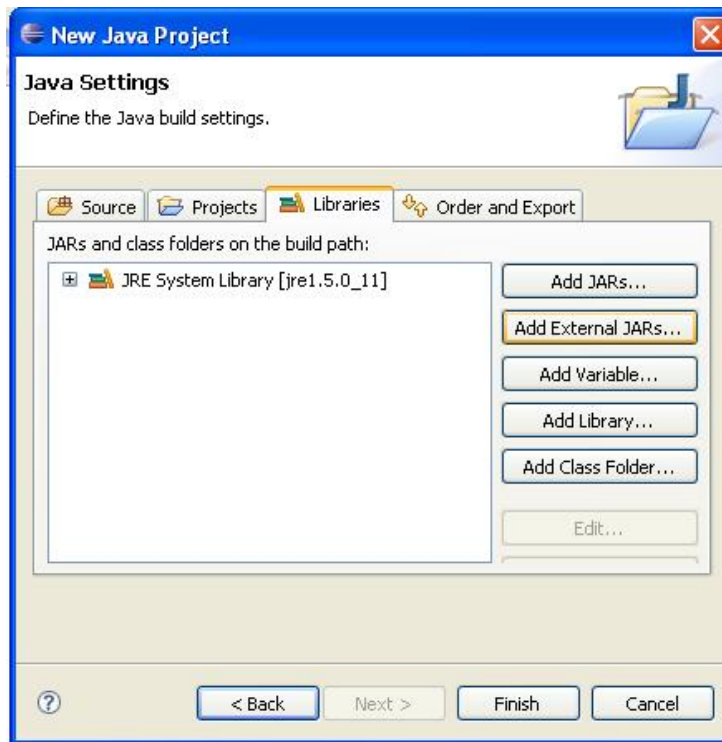 New Java Project
Java Settings
Define the Java build settings.
Source Projects Libraries Order and Export
JARs and class folders on the build path:
JRE System Library [jre1.5.0_11]
Add JARs...
Add External JARs...
Add Variable...
Add Library...
Add Class Folder...
Edit...
< Back Next > Finish Cancel